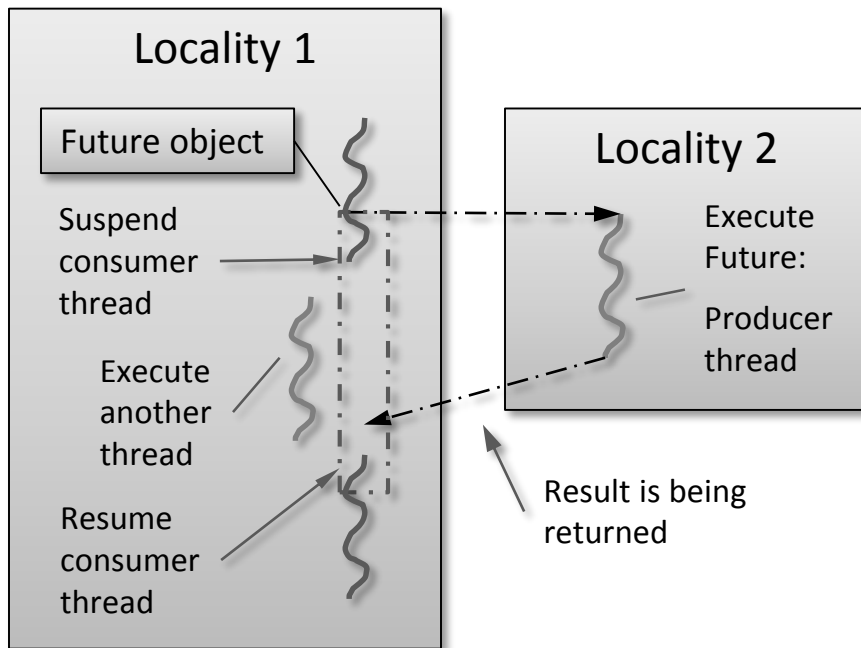 Locality 1
Future object
Suspend
consumer
thread
Execute
another
thread
Resume
consumer
thread
Locality 2
Execute
Future:
Producer
thread
Result is being
returned